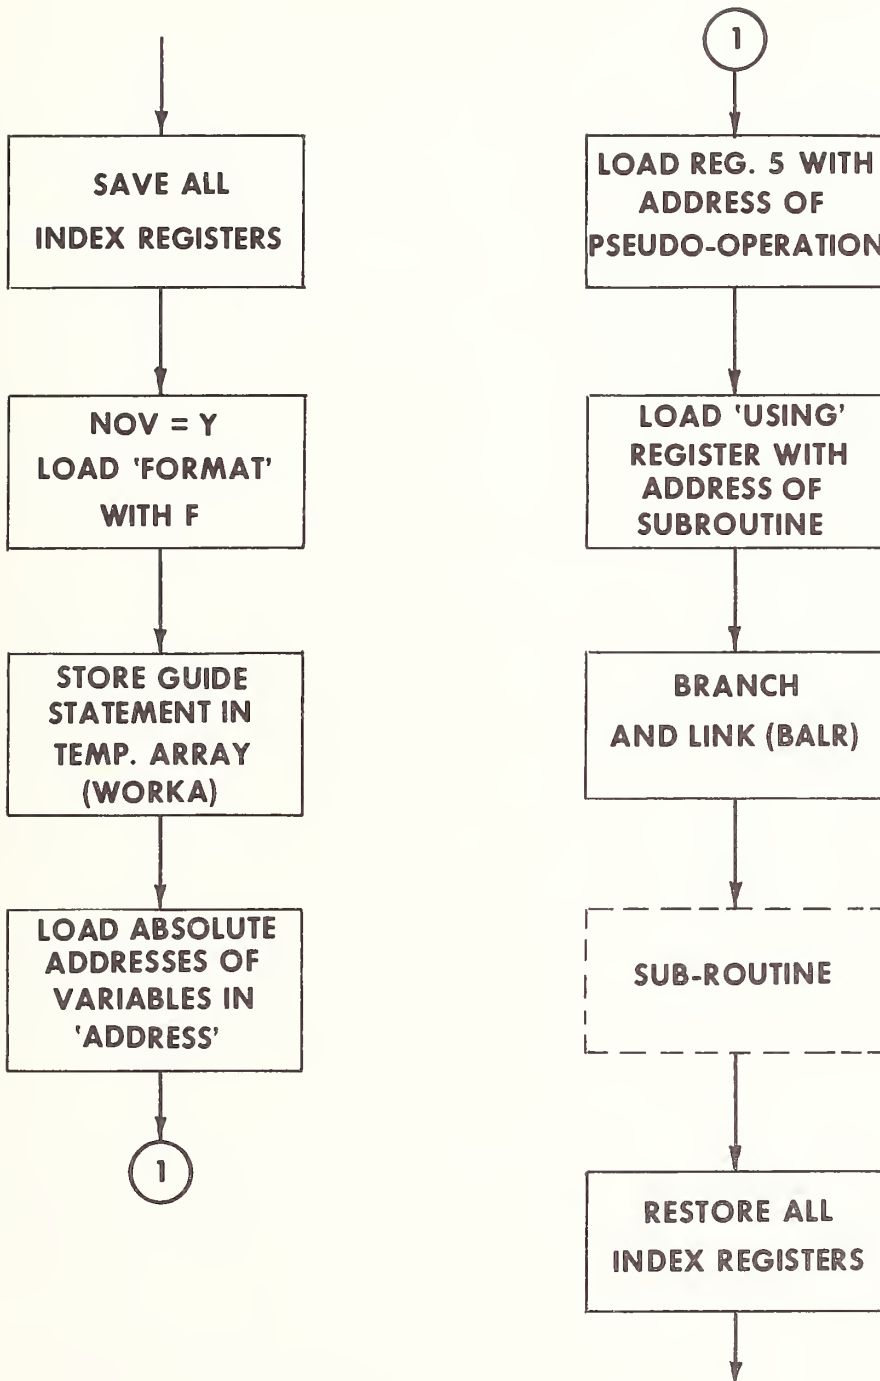 SAVE ALL
INDEX REGISTERS
NOV = Y
LOAD 'FORMAT'
WITH F
STORE GUIDE
STATEMENT IN
TEMP. ARRAY
(WORKA)
LOAD ABSOLUTE
ADDRESSES OF
VARIABLES IN
'ADDRESS'
1
1
LOAD REG. 5 WITH
ADDRESS OF
PSEUDO-OPERATION
LOAD 'USING'
REGISTER WITH
ADDRESS OF
SUBROUTINE
BRANCH
AND LINK (BALR)
SUB-ROUTINE
RESTORE ALL
INDEX REGISTERS